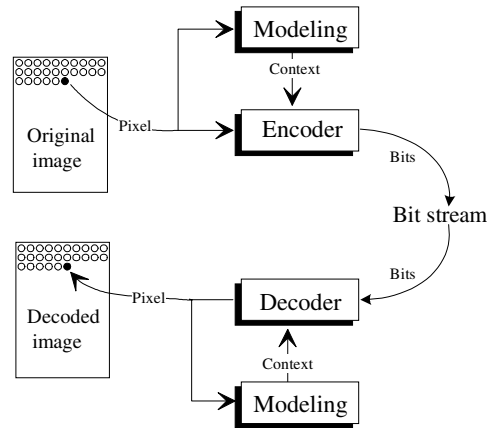 Modeling
Context
Original
image
Pixel
Encoder
Bits
Bit stream
Bits
Decoded
image
Pixel
Decoder
Context
Modeling